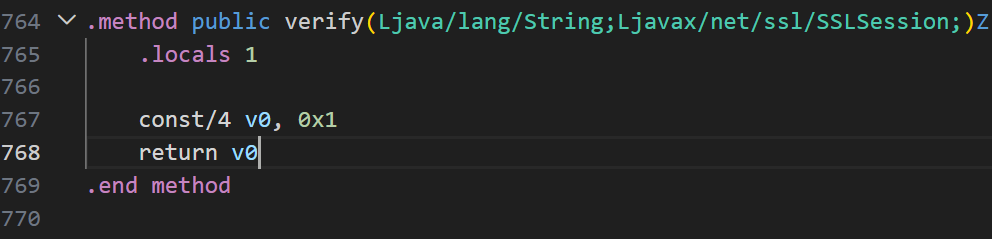 764 .method public verify(Ljava/lang/String;Ljavax/net/ssl/SSLSession;)Z
765     .locals 1
766
767     const/4 v0, 0x1
768     return v0
769 .end method
770